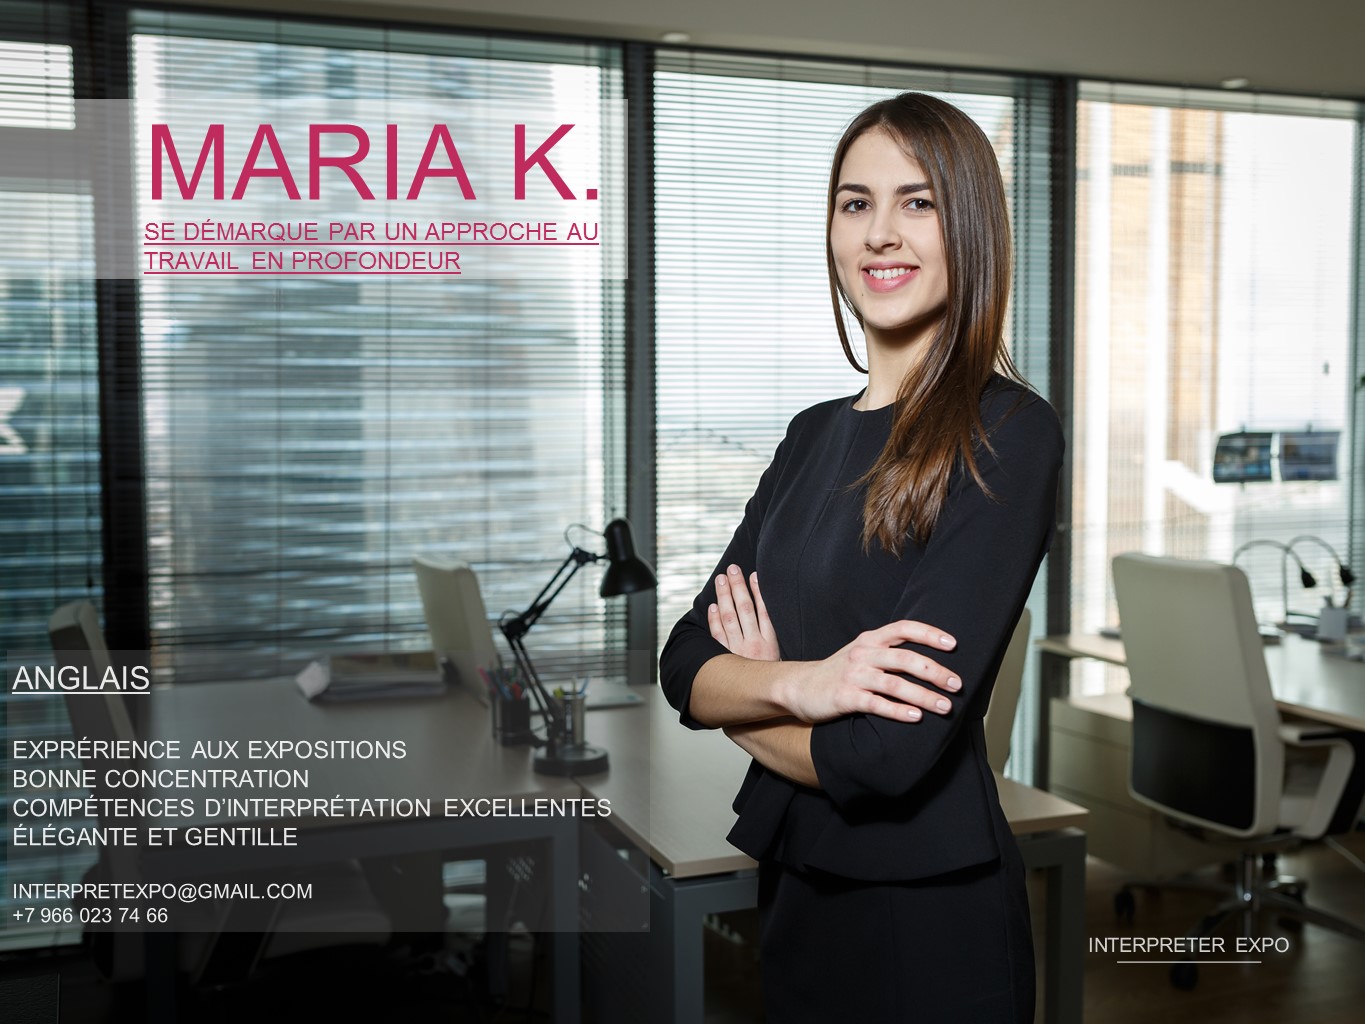 MARIA K.
SE DÉMARQUE PAR UN APPROCHE AU
TRAVAIL EN PROFONDEUR
ANGLAIS
EXPRÉRIENCE AUX EXPOSITIONS
BONNE CONCENTRATION
COMPÉTENCES D’INTERPRÉTATION EXCELLENTES
ÉLÉGANTE ET GENTILLE
INTERPRETEXPO@GMAIL.COM
+7 966 023 74 66
INTERPRETER EXPO